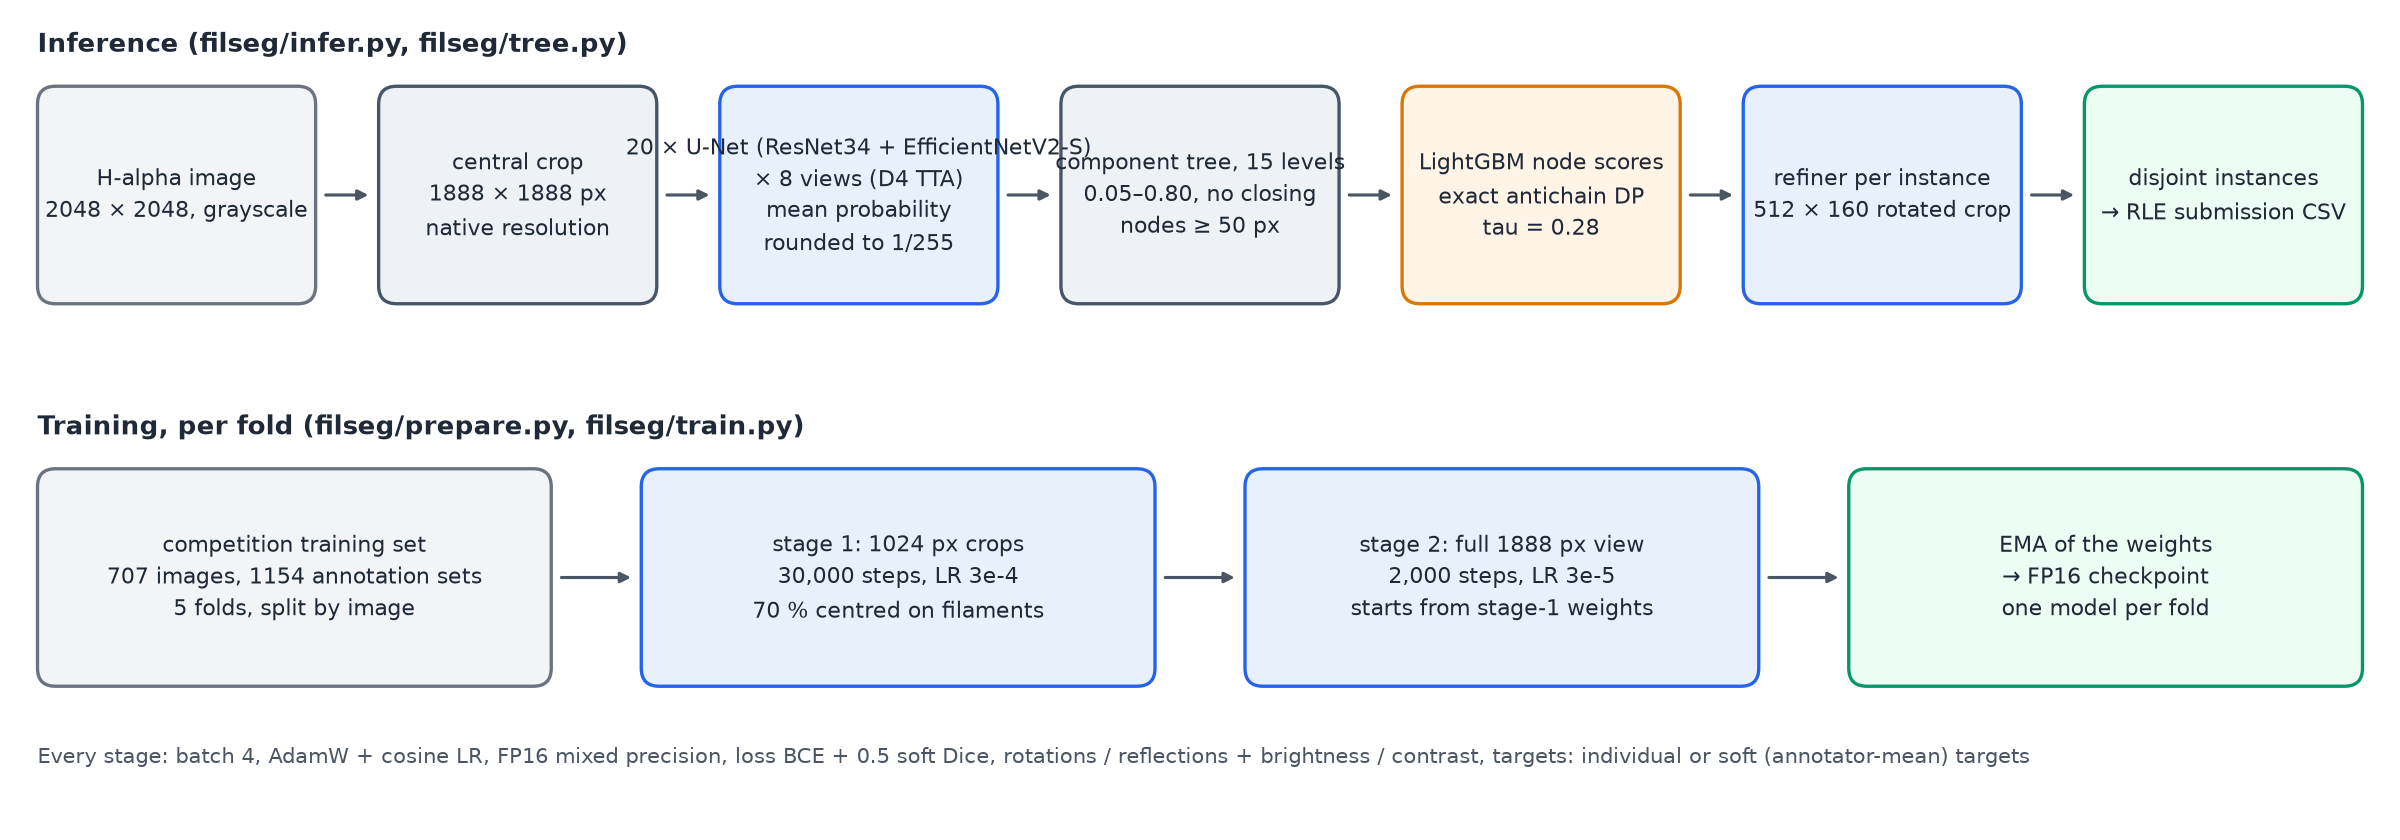 Inference (filseg/infer.py, filseg/tree.py)
H-alpha image
2048 × 2048, grayscale
central crop
1888 × 1888 px
native resolution
20 × U-Net (ResNet34 + EfficientNetV2-S)
× 8 views (D4 TTA)
mean probability
rounded to 1/255
component tree, 15 levels
0.05–0.80, no closing
nodes ≥ 50 px
LightGBM node scores
exact antichain DP
tau = 0.28
refiner per instance
512 × 160 rotated crop
disjoint instances
→ RLE submission CSV
Training, per fold (filseg/prepare.py, filseg/train.py)
competition training set
707 images, 1154 annotation sets
5 folds, split by image
stage 1: 1024 px crops
30,000 steps, LR 3e-4
70 % centred on filaments
stage 2: full 1888 px view
2,000 steps, LR 3e-5
starts from stage-1 weights
EMA of the weights
→ FP16 checkpoint
one model per fold
Every stage: batch 4, AdamW + cosine LR, FP16 mixed precision, loss BCE + 0.5 soft Dice, rotations / reflections + brightness / contrast, targets: individual or soft (annotator-mean) targets